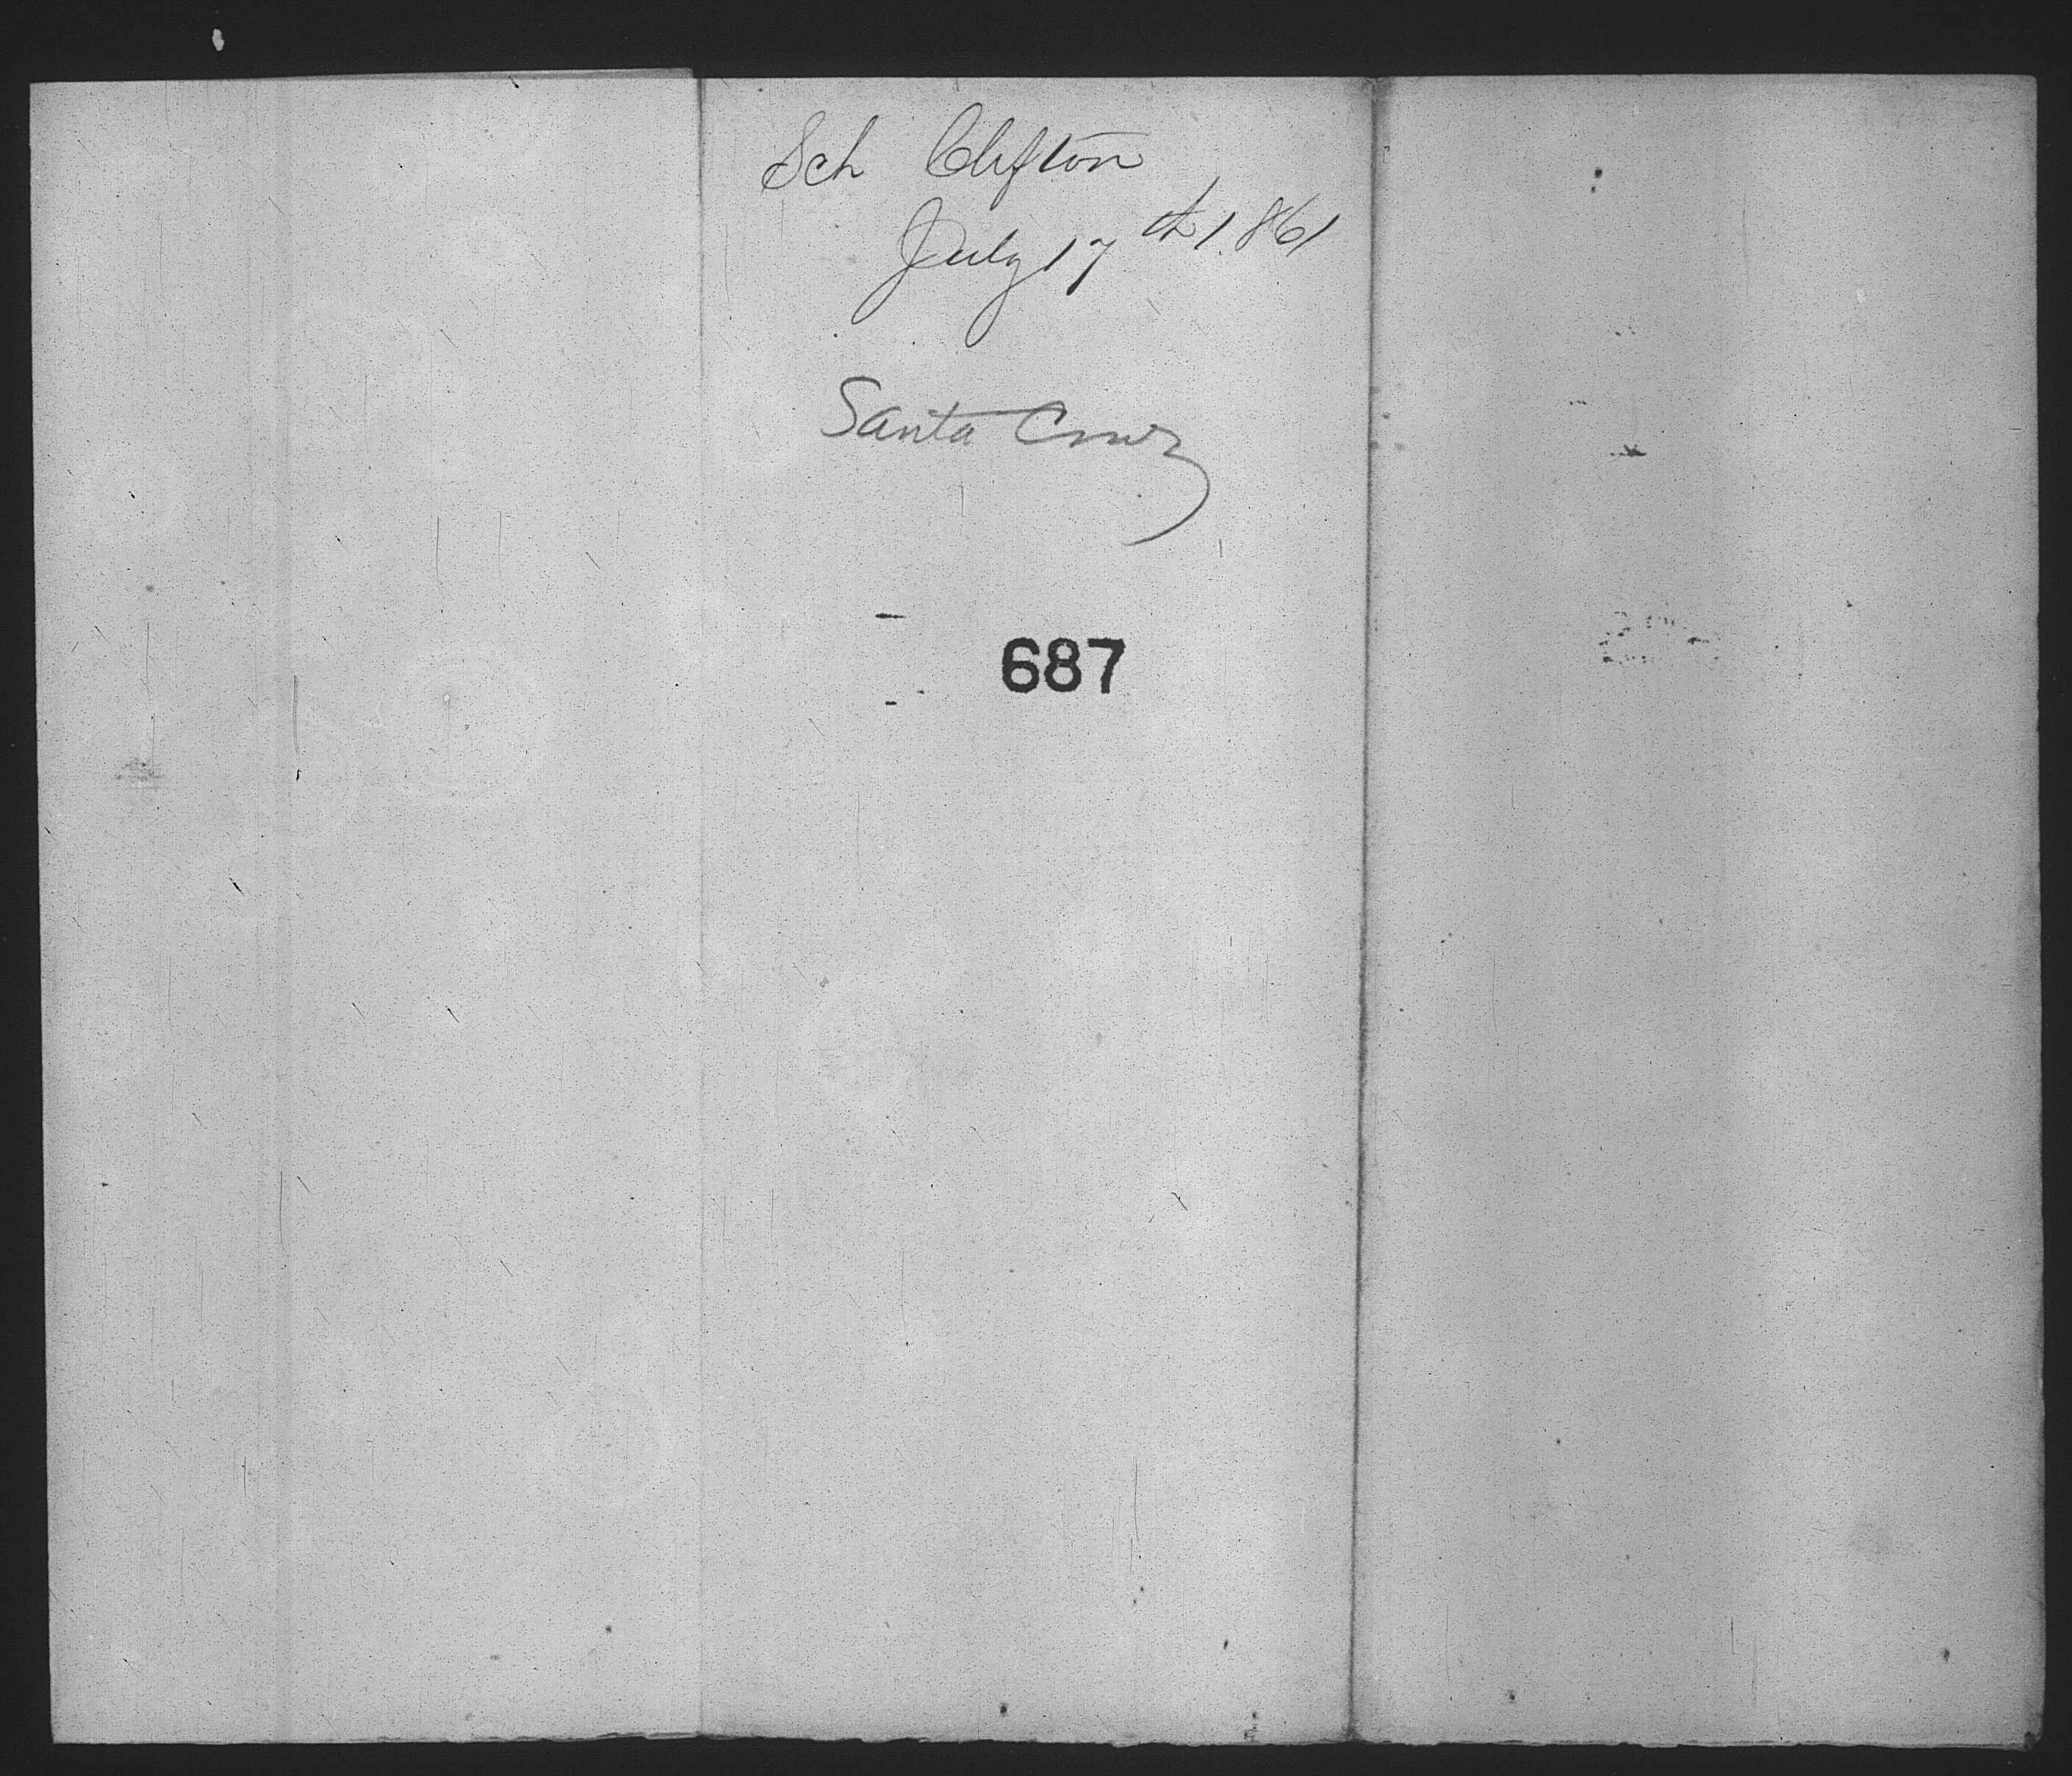 Sch Clifton
July 17th 1861
Santa Cruz
687